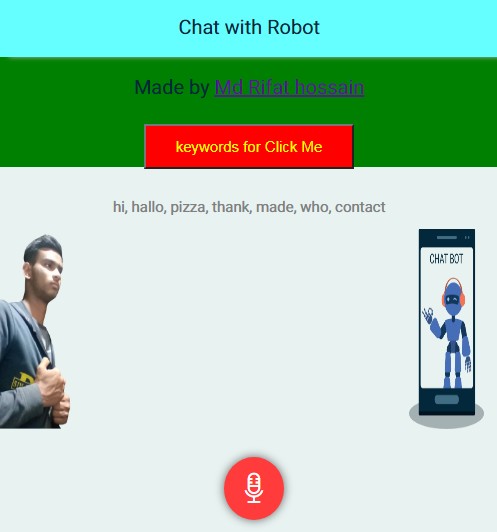 Chat with Robot
Made by Md Rifat hossain
keywords for Click Me
hi, hallo, pizza, thank, made, who, contact
CHAT BOT